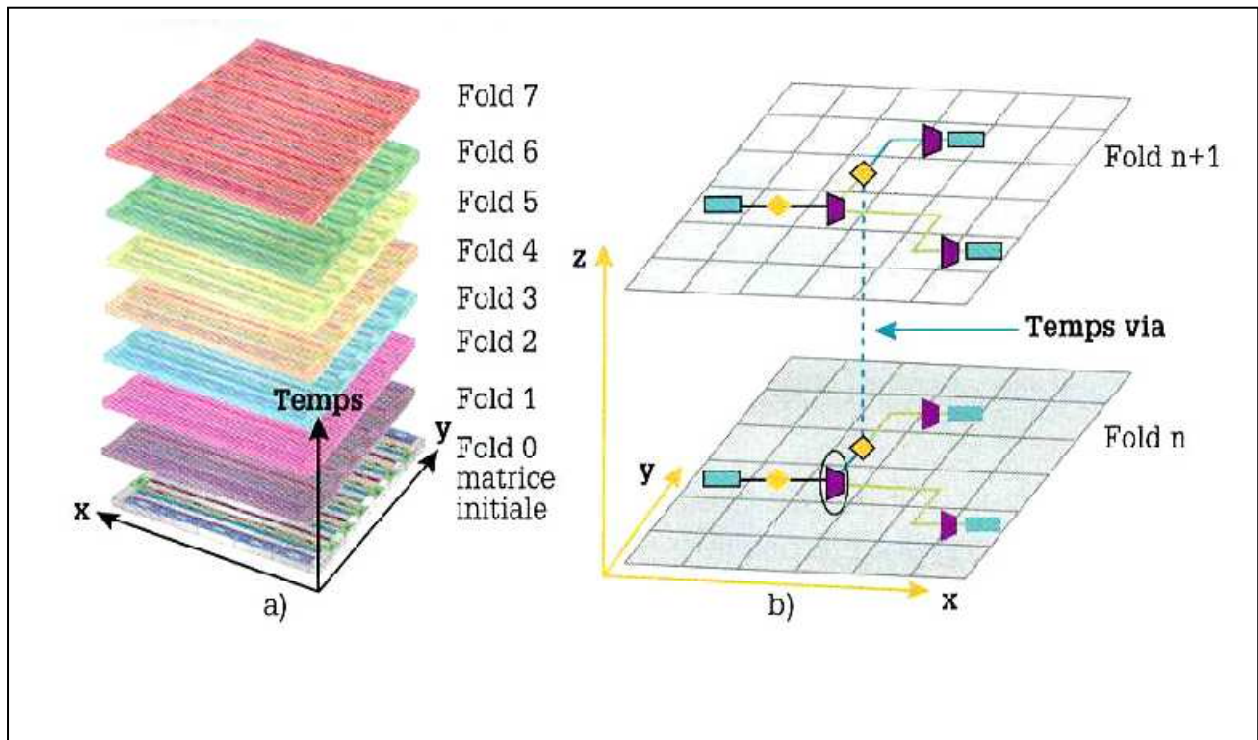 Fold 7
Fold 6
Fold 5
Fold 4
Fold 3
Fold 2
Fold 1
Fold 0
matrice
initiale
Temps
y
x
a)
Fold n+1
z
Temps via
Fold n
y
x
b)